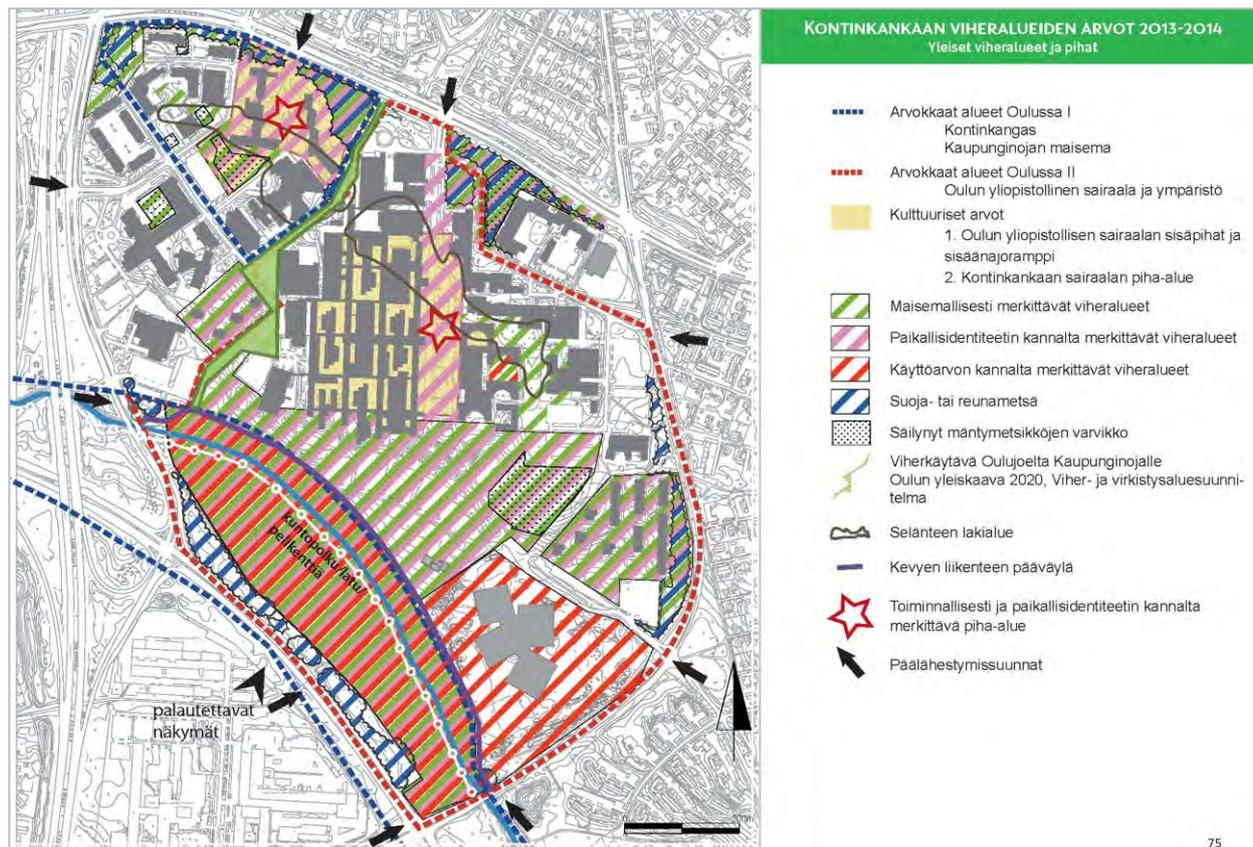 KONTINKANKAAN VIHERALUEIDEN ARVOT 2013-2014
Yleiset viheralueet ja pihat
Arvokkaat alueet Oulussa I
Kontinkangas
Kaupunginojan maisema
Arvokkaat alueet Oulussa II
Oulun yliopistollinen sairaala ja ympäristö
Kulttuuriset arvot
1. Oulun yliopistollisen sairaalan sisäpihat ja
sisäänajoramppi
2. Kontinkankaan sairaalan piha-alue
Maisemallisesti merkittävät viheralueet
Paikallisidentiteetin kannalta merkittävät viheralueet
Käyttöarvon kannalta merkittävät viheralueet
Suoja- tai reunametsä
Säilynyt mäntymetsikköjen varvikko
Viherkäytävä Oulujoelta Kaupunginojalle
Oulun yleiskaava 2020, Viher- ja virkistysaluesuunni-
telma
Selänteen lakialue
Kevyen liikenteen pääväylä
Toiminnallisesti ja paikallisidentiteetin kannalta
merkittävä piha-alue
Päälähestymissuunnat
kuntopolku/latu/
pelikenttiä
palautettavat
näkymät
75